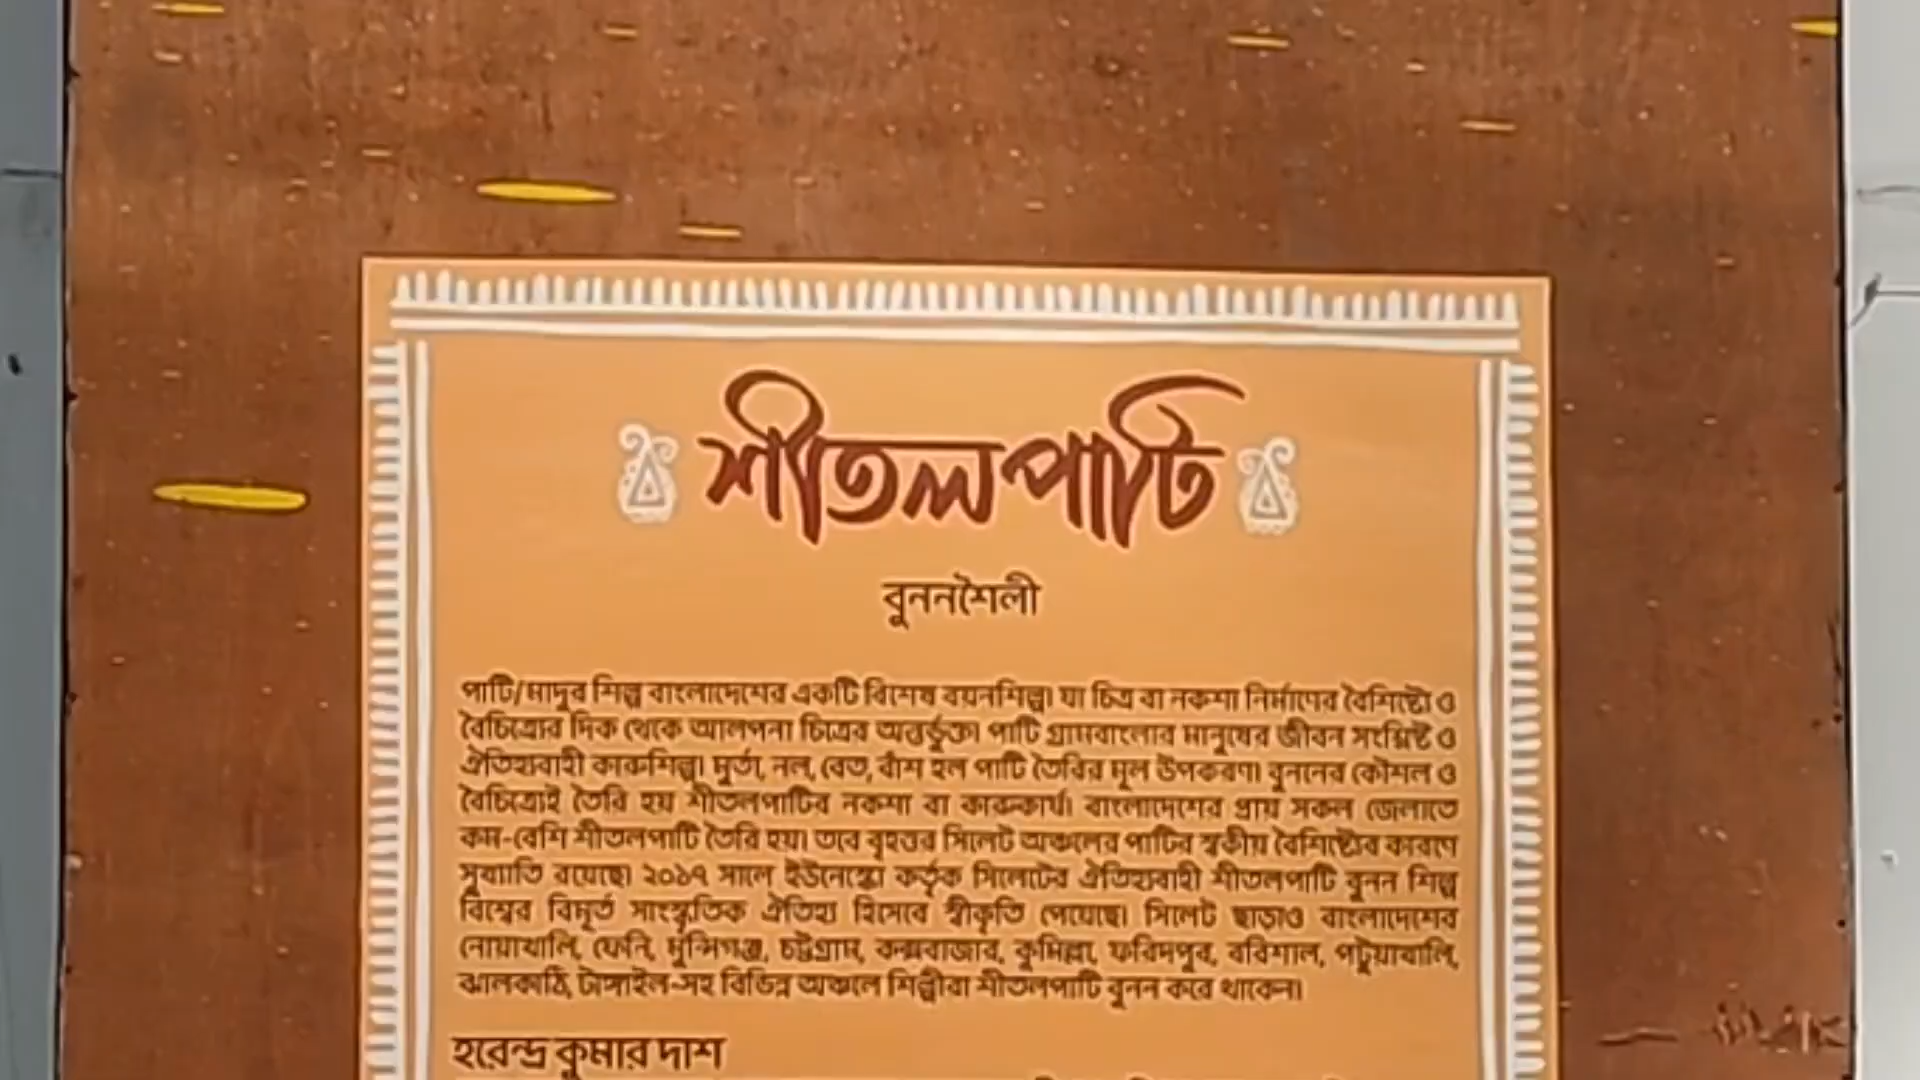 শীতলপাটি
বুননশৈলী
পাটি/মাদুর শিল্প বাংলাদেশের একটি বিশেষ বয়নশিল্প। যা চিত্র বা নকশা নির্মাণের বৈশিষ্ট্যে ও
বৈচিত্র্যের দিক থেকে আলপনা চিত্রের অন্তর্ভুক্ত। পাটি গ্রামবাংলার মানুষের জীবন সংশ্লিষ্ট ও
ঐতিহ্যবাহী কারুশিল্প। মুর্তা, নল, বেত, বাঁশ হল পাটি তৈরির মূল উপকরণ। বুননের কৌশল ও
বৈচিত্র্যেই তৈরি হয় শীতলপাটির নকশা বা কারুকার্য। বাংলাদেশের প্রায় সকল জেলাতে
কম-বেশি শীতলপাটি তৈরি হয়। তবে বৃহত্তর সিলেট অঞ্চলের পাটির স্বকীয় বৈশিষ্ট্যের কারণে
সুখ্যাতি রয়েছে। ২০১৭ সালে ইউনেস্কো কর্তৃক সিলেটের ঐতিহ্যবাহী শীতলপাটি বুনন শিল্প
বিশ্বের বিমূর্ত সাংস্কৃতিক ঐতিহ্য হিসেবে স্বীকৃতি পেয়েছে। সিলেট ছাড়াও বাংলাদেশের
নোয়াখালি, ফেনি, মুন্সিগঞ্জ, চট্টগ্রাম, কক্সবাজার, কুমিল্লা, ফরিদপুর, বরিশাল, পটুয়াখালি,
ঝালকাঠি, টাঙ্গাইল-সহ বিভিন্ন অঞ্চলে শিল্পীরা শীতলপাটি বুনন করে থাকেন।
হরেন্দ্র কুমার দাশ